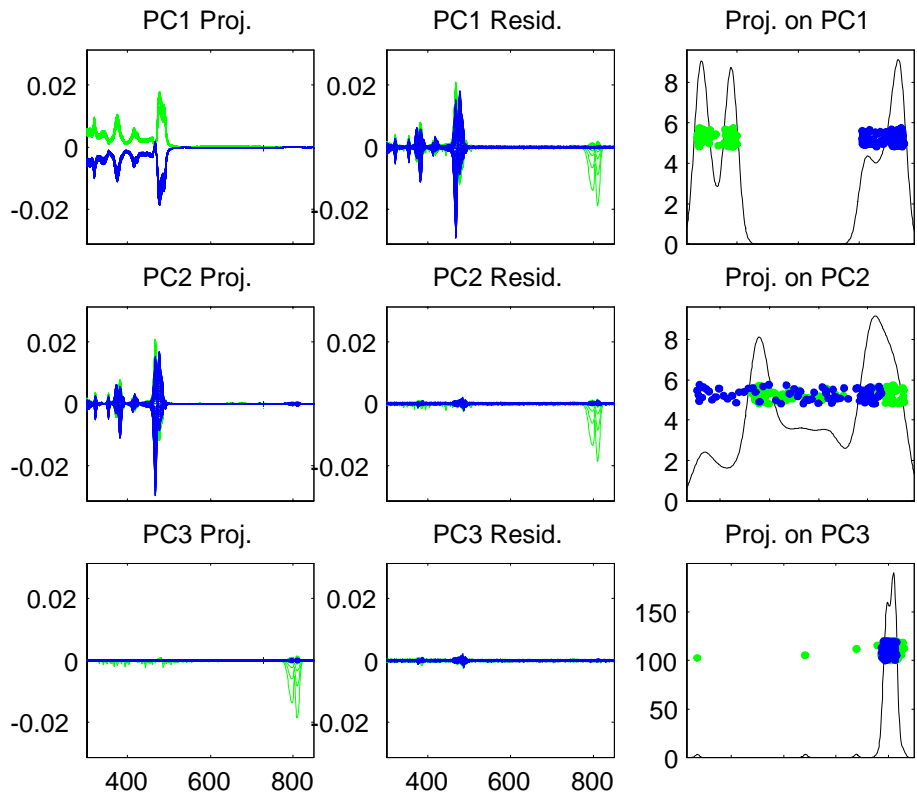 PC1 Proj.
PC1 Resid.
Proj. on PC1
0.02
0
-0.02
0.02
0
-0.02
8
6
4
2
0
PC2 Proj.
PC2 Resid.
Proj. on PC2
0.02
0
-0.02
0.02
0
-0.02
8
6
4
2
0
PC3 Proj.
PC3 Resid.
Proj. on PC3
0.02
0
-0.02
0.02
0
-0.02
150
100
50
0
400 600 800
400 600 800